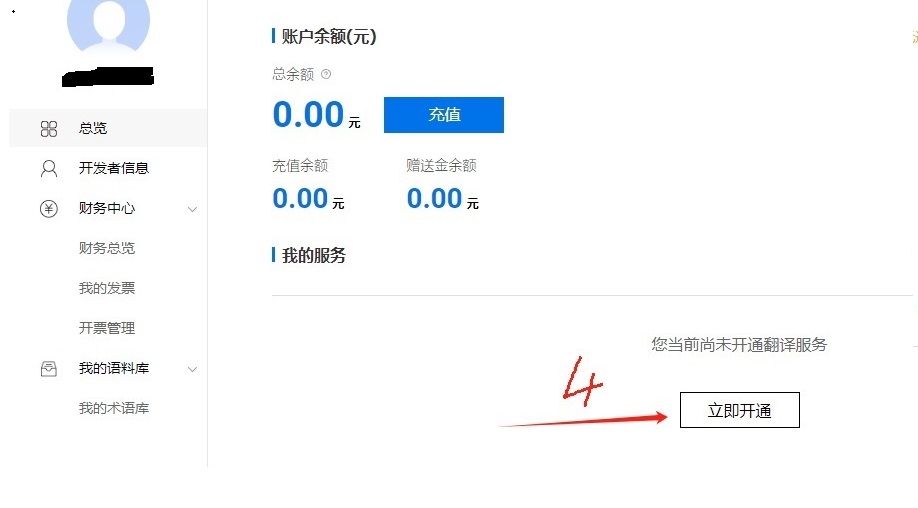 账户余额(元)
总余额
0.00 元
充值
充值余额
赠送金余额
0.00 元
0.00 元
我的服务
您当前尚未开通翻译服务
4
立即开通
总览
开发者信息
财务中心
财务总览
我的发票
开票管理
我的语料库
我的术语库